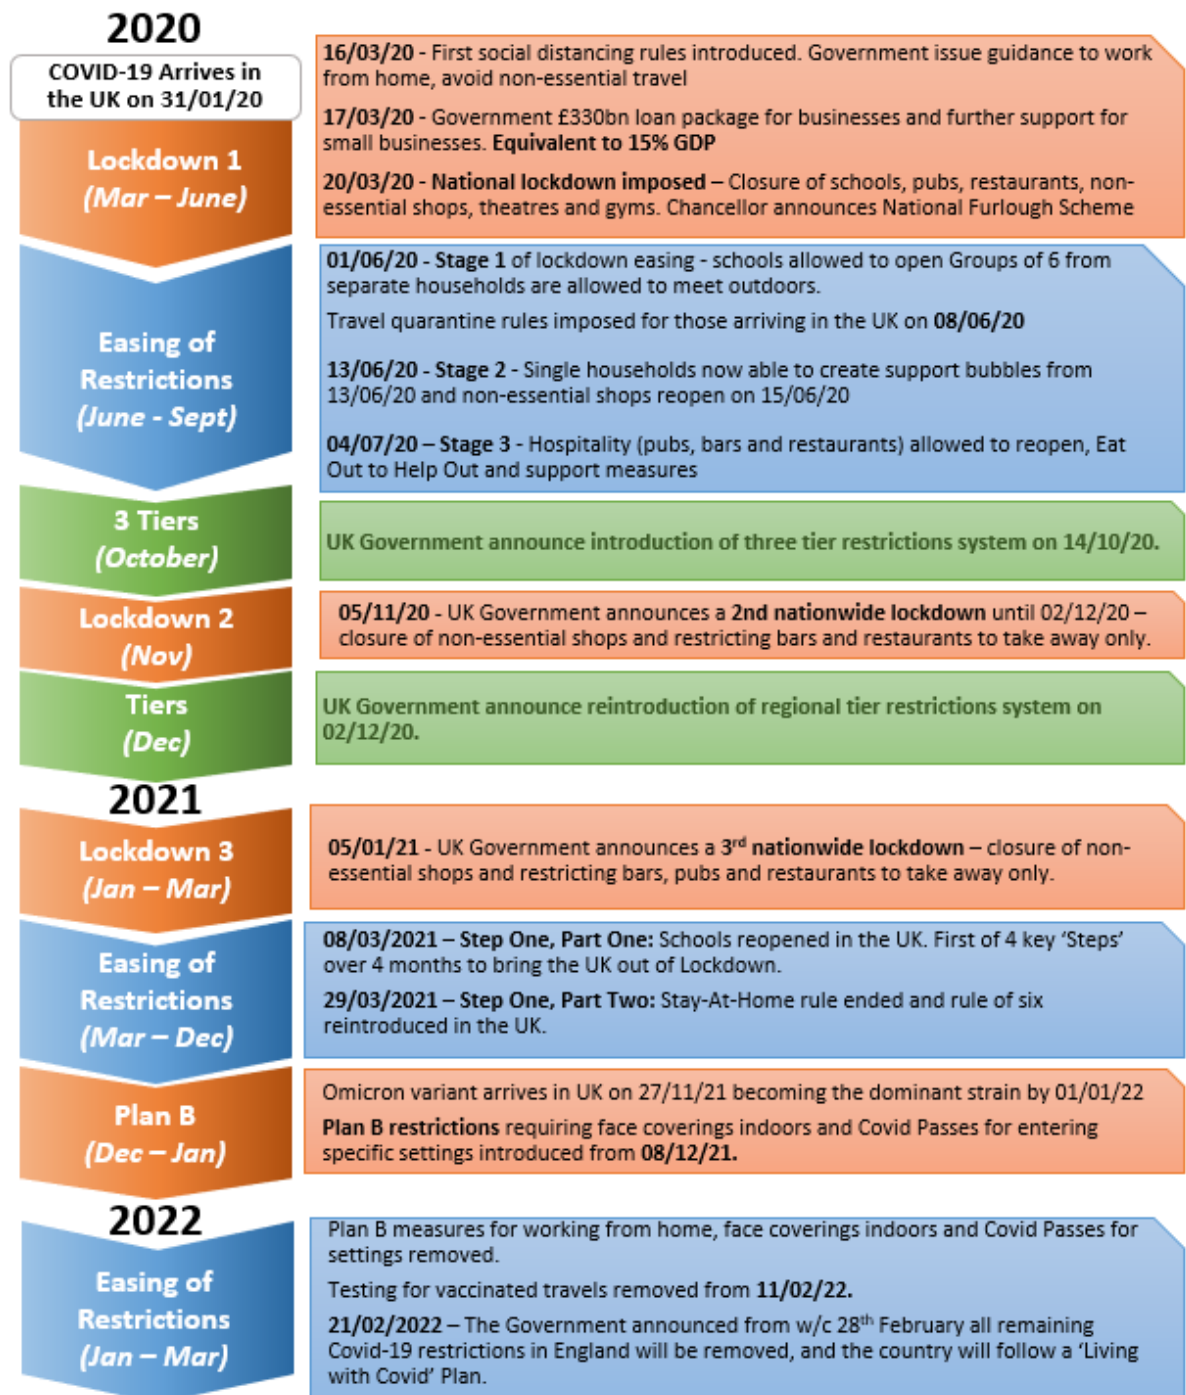 2020
COVID-19 Arrives in
the UK on 31/01/20
Lockdown 1
(Mar – June)
16/03/20 - First social distancing rules introduced. Government issue guidance to work
from home, avoid non-essential travel
17/03/20 - Government £330bn loan package for businesses and further support for
small businesses. Equivalent to 15% GDP
20/03/20 - National lockdown imposed – Closure of schools, pubs, restaurants, non-
essential shops, theatres and gyms. Chancellor announces National Furlough Scheme
Easing of
Restrictions
(June - Sept)
01/06/20 - Stage 1 of lockdown easing - schools allowed to open Groups of 6 from
separate households are allowed to meet outdoors.
Travel quarantine rules imposed for those arriving in the UK on 08/06/20
13/06/20 - Stage 2 - Single households now able to create support bubbles from
13/06/20 and non-essential shops reopen on 15/06/20
04/07/20 – Stage 3 - Hospitality (pubs, bars and restaurants) allowed to reopen, Eat
Out to Help Out and support measures
3 Tiers
(October)
UK Government announce introduction of three tier restrictions system on 14/10/20.
Lockdown 2
(Nov)
05/11/20 - UK Government announces a 2nd nationwide lockdown until 02/12/20 –
closure of non-essential shops and restricting bars and restaurants to take away only.
Tiers
(Dec)
UK Government announce reintroduction of regional tier restrictions system on
02/12/20.
2021
Lockdown 3
(Jan – Mar)
05/01/21 - UK Government announces a 3rd nationwide lockdown – closure of non-
essential shops and restricting bars, pubs and restaurants to take away only.
Easing of
Restrictions
(Mar – Dec)
08/03/2021 – Step One, Part One: Schools reopened in the UK. First of 4 key ‘Steps’
over 4 months to bring the UK out of Lockdown.
29/03/2021 – Step One, Part Two: Stay-At-Home rule ended and rule of six
reintroduced in the UK.
Plan B
(Dec – Jan)
Omicron variant arrives in UK on 27/11/21 becoming the dominant strain by 01/01/22
Plan B restrictions requiring face coverings indoors and Covid Passes for entering
specific settings introduced from 08/12/21.
2022
Easing of
Restrictions
(Jan – Mar)
Plan B measures for working from home, face coverings indoors and Covid Passes for
settings removed.
Testing for vaccinated travels removed from 11/02/22.
21/02/2022 – The Government announced from w/c 28th February all remaining
Covid-19 restrictions in England will be removed, and the country will follow a ‘Living
with Covid’ Plan.